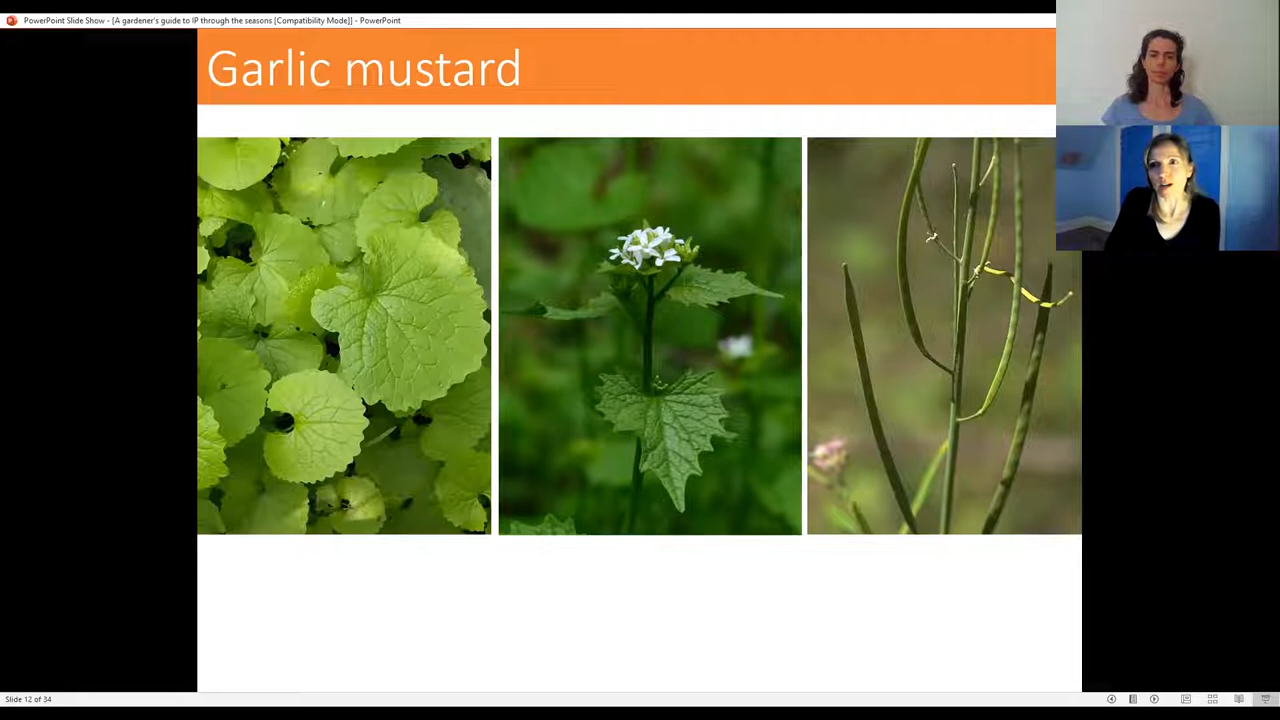 PowerPoint Slide Show - [A gardener's guide to IP through the seasons [Compatibility Mode]] - PowerPoint
Garlic mustard
Slide 12 of 34